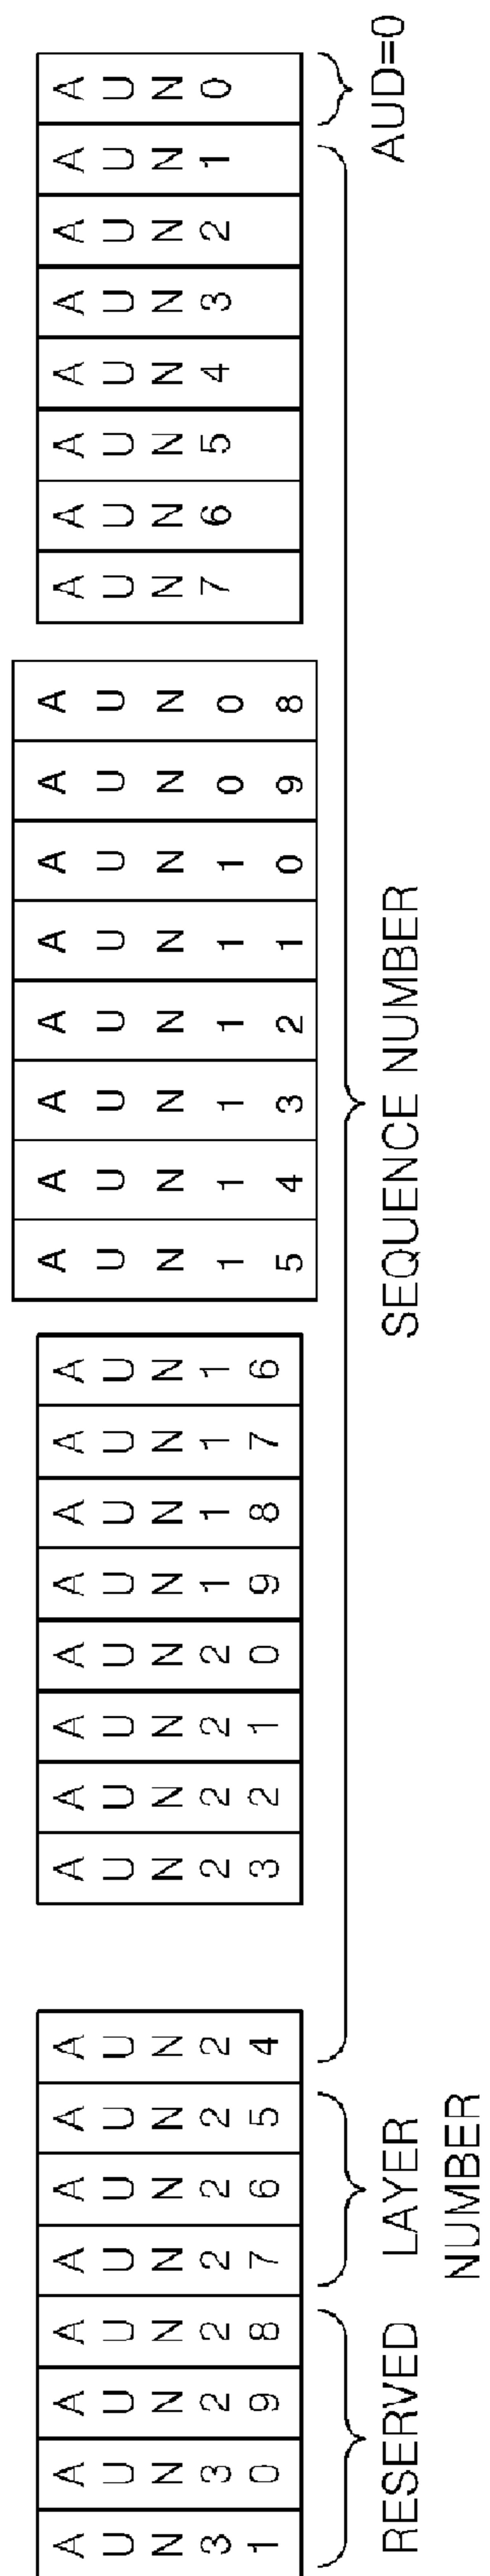 AUN31
AUN30
AUN29
AUN28
AUN27
AUN26
AUN25
AUN24
AUN23
AUN22
AUN21
AUN20
AUN19
AUN18
AUN17
AUN16
AUN15
AUN14
AUN13
AUN12
AUN11
AUN10
AUN09
AUN08
AUN7
AUN6
AUN5
AUN4
AUN3
AUN2
AUN1
AUN0
RESERVED
LAYER
NUMBER
SEQUENCE NUMBER
AUD=0